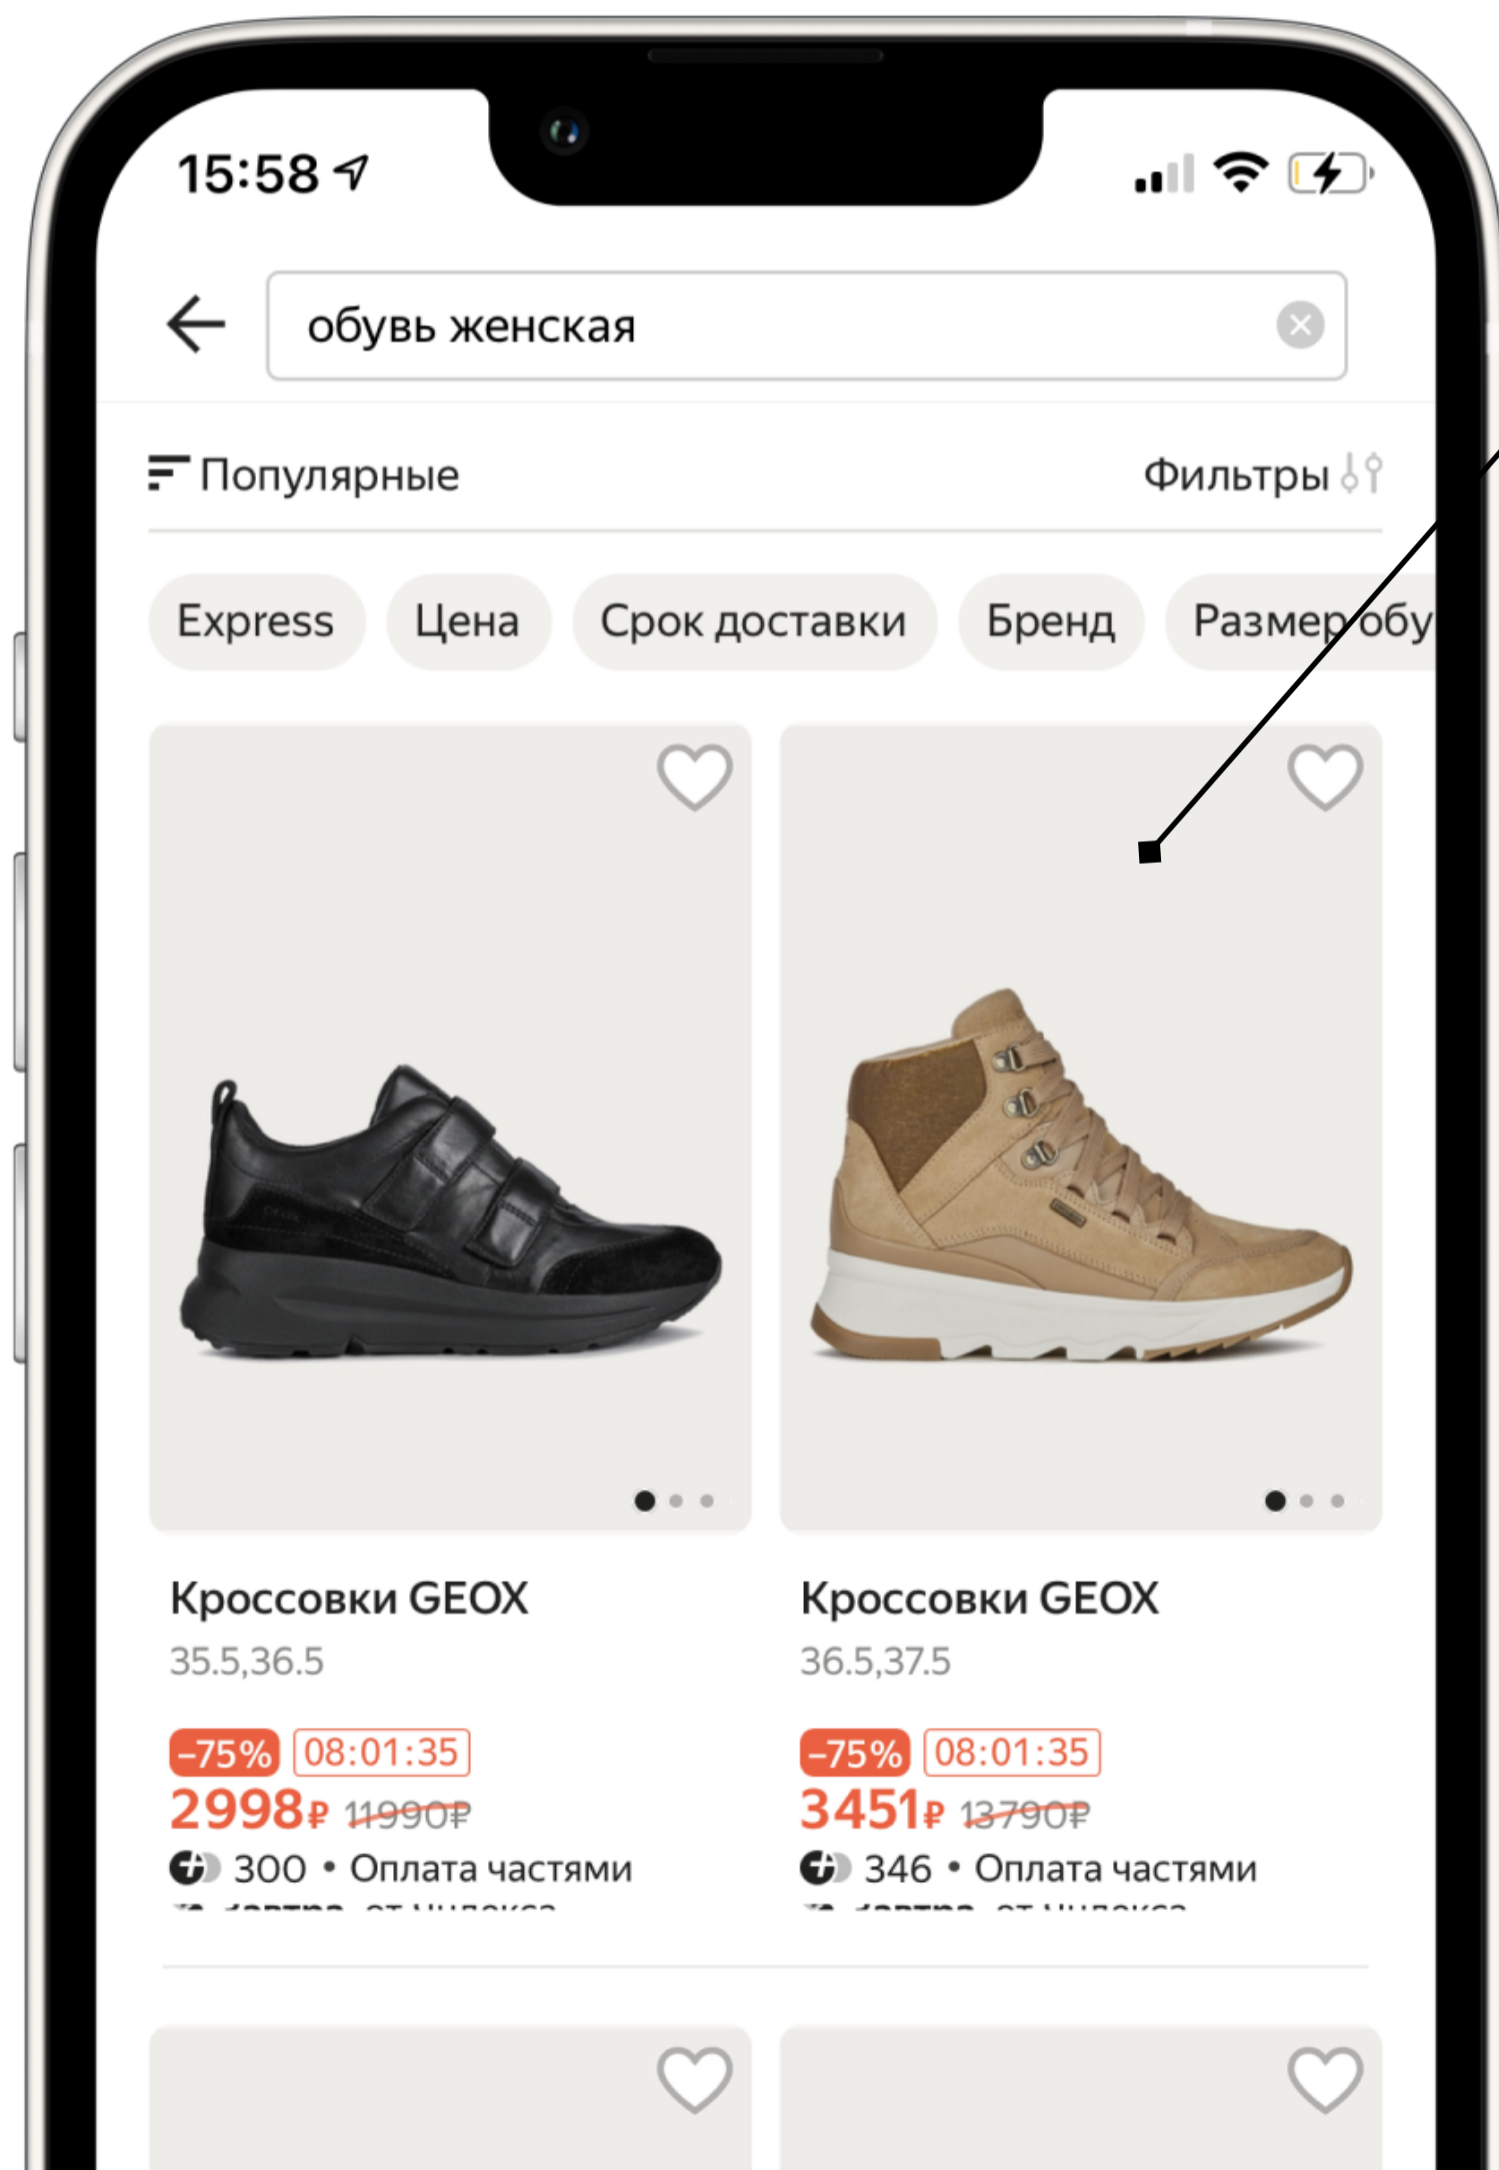 15:58
обувь женская
Популярные
Фильтры
Express Цена Срок доставки Бренд Размер обу
Кроссовки GEOX
35.5,36.5
-75% 08:01:35
2998₽ 11990₽
300 • Оплата частями
Кроссовки GEOX
36.5,37.5
-75% 08:01:35
3451₽ 13790₽
346 • Оплата частями